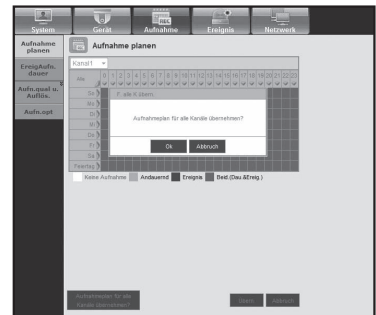 System Gerät Aufnahme Ereignis Netzwerk
REC
Aufnahme planen
Aufnahme
planen
EreigAufn.
dauer
Aufn.qual u.
Auflös.
Aufn.opt
Kanal1
Alle
0 1 2 3 4 5 6 7 8 9 10 11 12 13 14 15 16 17 18 19 20 21 22 23
So
Mo
Di
Mi
Do
Fr
Sa
Feiertag
F. alle K.übern.
Aufnahmeplan für alle Kanäle übernehmen?
Ok Abbruch
Keine Aufnahme Andauernd Ereignis Beid.(Dau.&Ereig.)
Aufnahmeplan für alle
Kanäle übernehmen?
Übern. Abbruch